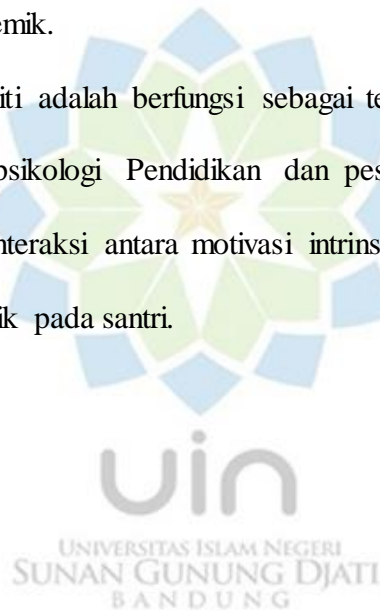 emik.
iti adalah berfungsi sebagai te
psikologi Pendidikan dan pes
nteraksi antara motivasi intrins
ik pada santri.
uin
UNIVERSITAS ISLAM NEGERI
SUNAN GUNUNG DJATI
BANDUNG